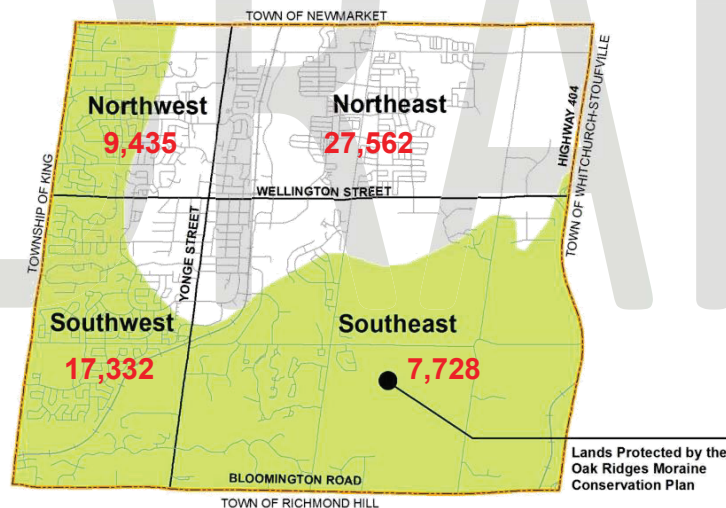 TOWN OF NEWMARKET
Northwest
9,435
Northeast
27,562
HIGHWAY 404
TOWN OF WHITCHURCH-STOUFVILLE
TOWNSHIP OF KING
WELLINGTON STREET
YONGE STREET
Southwest
17,332
Southeast
7,728
Lands Protected by the
Oak Ridges Moraine
Conservation Plan
BLOOMINGTON ROAD
TOWN OF RICHMOND HILL